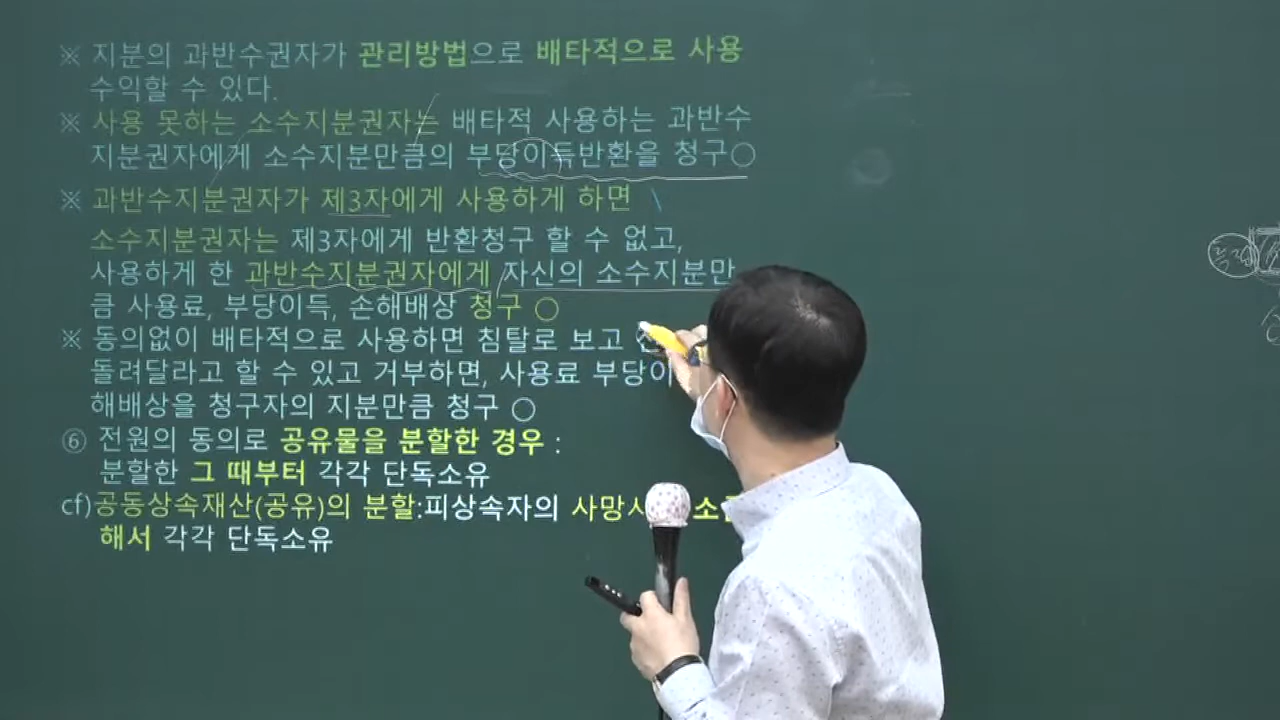 ※ 지분의 과반수권자가 관리방법으로 배타적으로 사용
수익할 수 있다.
※ 사용 못하는 소수지분권자는 배타적 사용하는 과반수
지분권자에게 소수지분만큼의 부당이득반환을 청구○
※ 과반수지분권자가 제3자에게 사용하게 하면
소수지분권자는 제3자에게 반환청구 할 수 없고,
사용하게 한 과반수지분권자에게 자신의 소수지분만
큼 사용료, 부당이득, 손해배상 청구 ○
※ 동의없이 배타적으로 사용하면 침탈로 보고
돌려달라고 할 수 있고 거부하면, 사용료 부당이
해배상을 청구자의 지분만큼 청구 ○
⑥ 전원의 동의로 공유물을 분할한 경우 :
분할한 그 때부터 각각 단독소유
cf)공동상속재산(공유)의 분할:피상속자의 사망시 소
해서 각각 단독소유